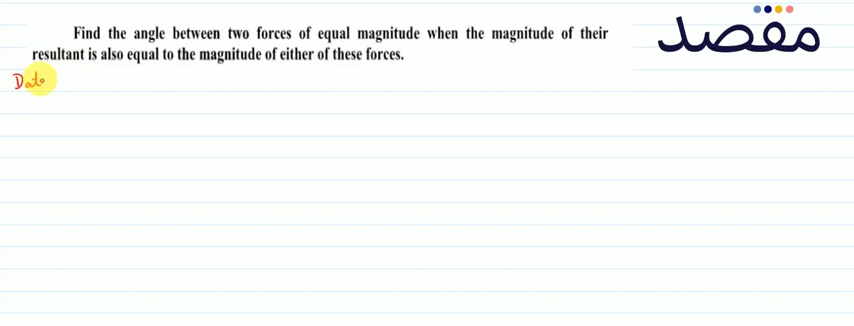 Find the angle between two forces of equal magnitude when the magnitude of their
مقصد
resultant is also equal to the magnitude of either of these forces.
Data